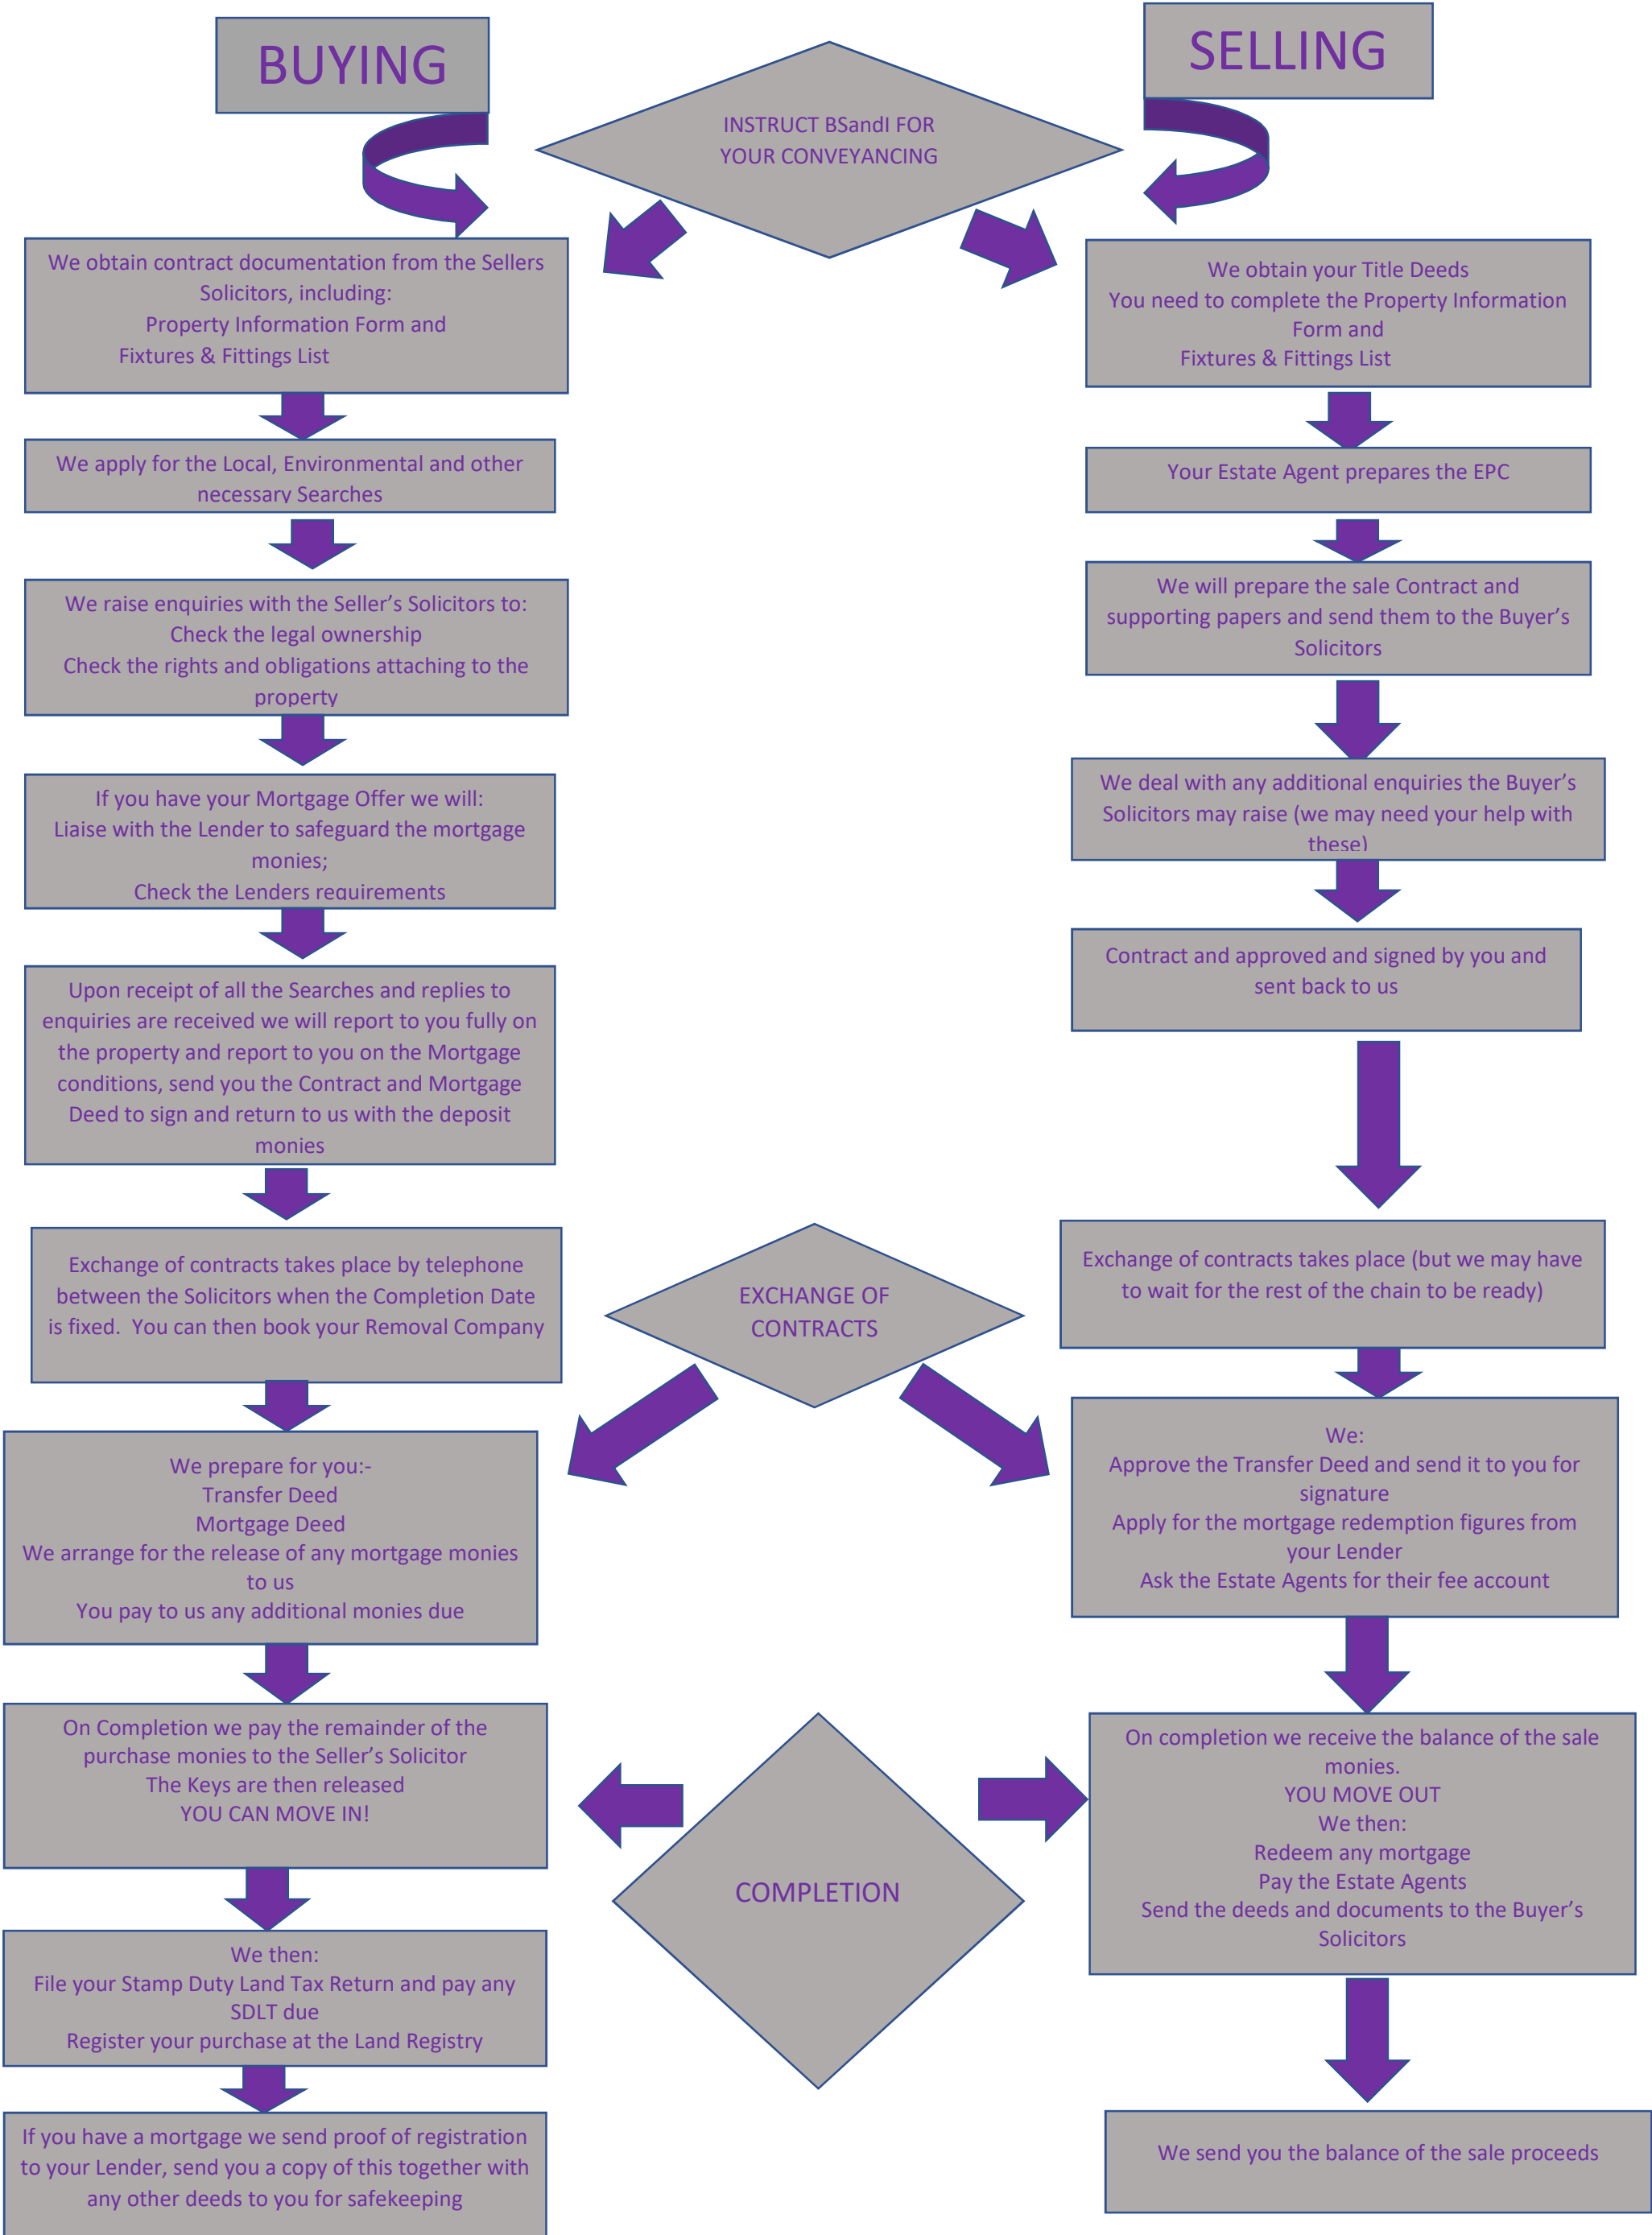 BUYING
SELLING
INSTRUCT BSandI FOR
YOUR CONVEYANCING
We obtain contract documentation from the Sellers
Solicitors, including:
Property Information Form and
Fixtures & Fittings List
We apply for the Local, Environmental and other
necessary Searches
We raise enquiries with the Seller’s Solicitors to:
Check the legal ownership
Check the rights and obligations attaching to the
property
If you have your Mortgage Offer we will:
Liaise with the Lender to safeguard the mortgage
monies;
Check the Lenders requirements
Upon receipt of all the Searches and replies to
enquiries are received we will report to you fully on
the property and report to you on the Mortgage
conditions, send you the Contract and Mortgage
Deed to sign and return to us with the deposit
monies
Exchange of contracts takes place by telephone
between the Solicitors when the Completion Date
is fixed.  You can then book your Removal Company
We prepare for you:-
Transfer Deed
Mortgage Deed
We arrange for the release of any mortgage monies
to us
You pay to us any additional monies due
On Completion we pay the remainder of the
purchase monies to the Seller’s Solicitor
The Keys are then released
YOU CAN MOVE IN!
We then:
File your Stamp Duty Land Tax Return and pay any
SDLT due
Register your purchase at the Land Registry
If you have a mortgage we send proof of registration
to your Lender, send you a copy of this together with
any other deeds to you for safekeeping
EXCHANGE OF
CONTRACTS
COMPLETION
We obtain your Title Deeds
You need to complete the Property Information
Form and
Fixtures & Fittings List
Your Estate Agent prepares the EPC
We will prepare the sale Contract and
supporting papers and send them to the Buyer’s
Solicitors
We deal with any additional enquiries the Buyer’s
Solicitors may raise (we may need your help with
these)
Contract and approved and signed by you and
sent back to us
Exchange of contracts takes place (but we may have
to wait for the rest of the chain to be ready)
We:
Approve the Transfer Deed and send it to you for
signature
Apply for the mortgage redemption figures from
your Lender
Ask the Estate Agents for their fee account
On completion we receive the balance of the sale
monies.
YOU MOVE OUT
We then:
Redeem any mortgage
Pay the Estate Agents
Send the deeds and documents to the Buyer’s
Solicitors
We send you the balance of the sale proceeds